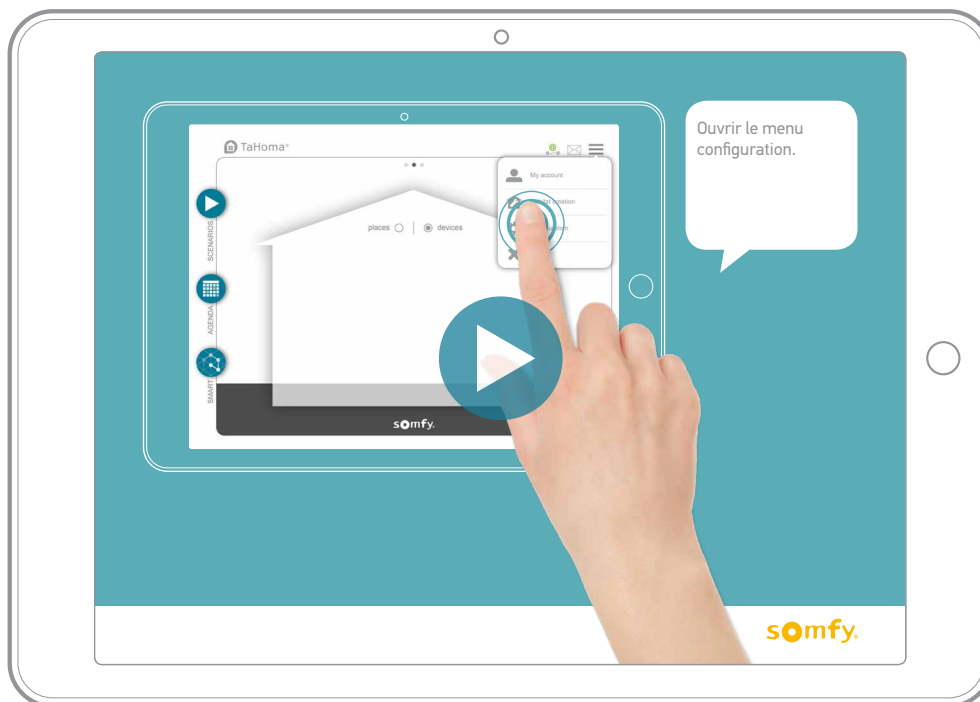 TaHoma®
My account
places
devices
SCENARIOS
AGENDA
SMART
somfy.
Ouvrir le menu
configuration.
somfy.